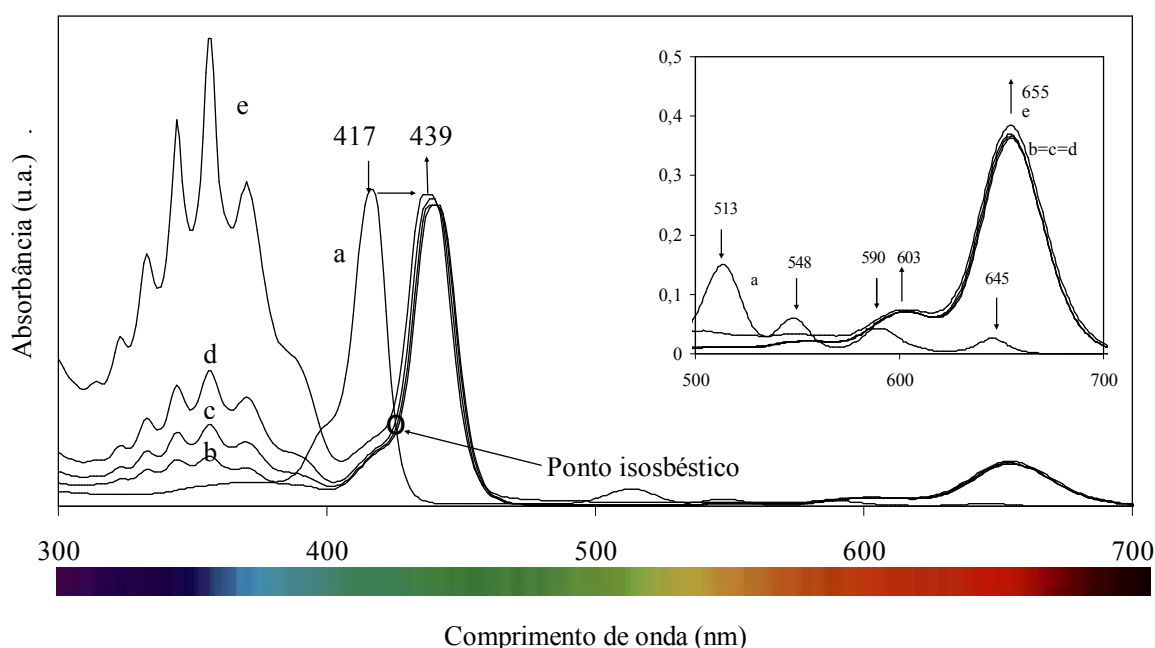 Absorbância (u.a.) .
e
417
439
a
d
c
b
Ponto isosbéstico
0,5
0,4
0,3
0,2
0,1
0
655
e
b=c=d
513
a
548
590
603
645
500
600
700
300
400
500
600
700
Comprimento de onda (nm)